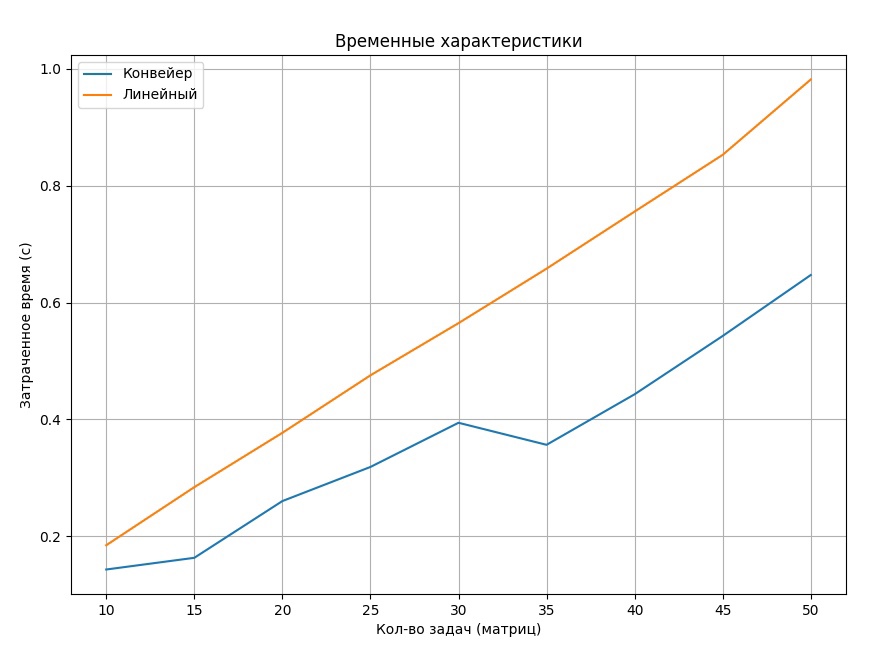 Временные характеристики
Конвейер
Линейный
1.0
0.8
0.6
0.4
0.2
Затраченное время (с)
10 15 20 25 30 35 40 45 50
Кол-во задач (матриц)